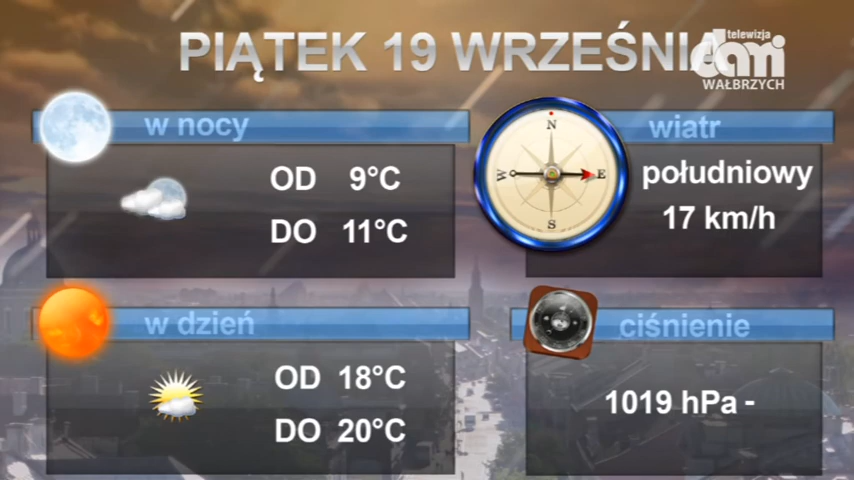 PIĄTEK 19 WRZEŚNIA
telewizja
dami
WAŁBRZYCH
w nocy
OD 9°C
DO 11°C
N
W E
S
wiatr
południowy
17 km/h
w dzień
OD 18°C
DO 20°C
ciśnienie
1019 hPa -